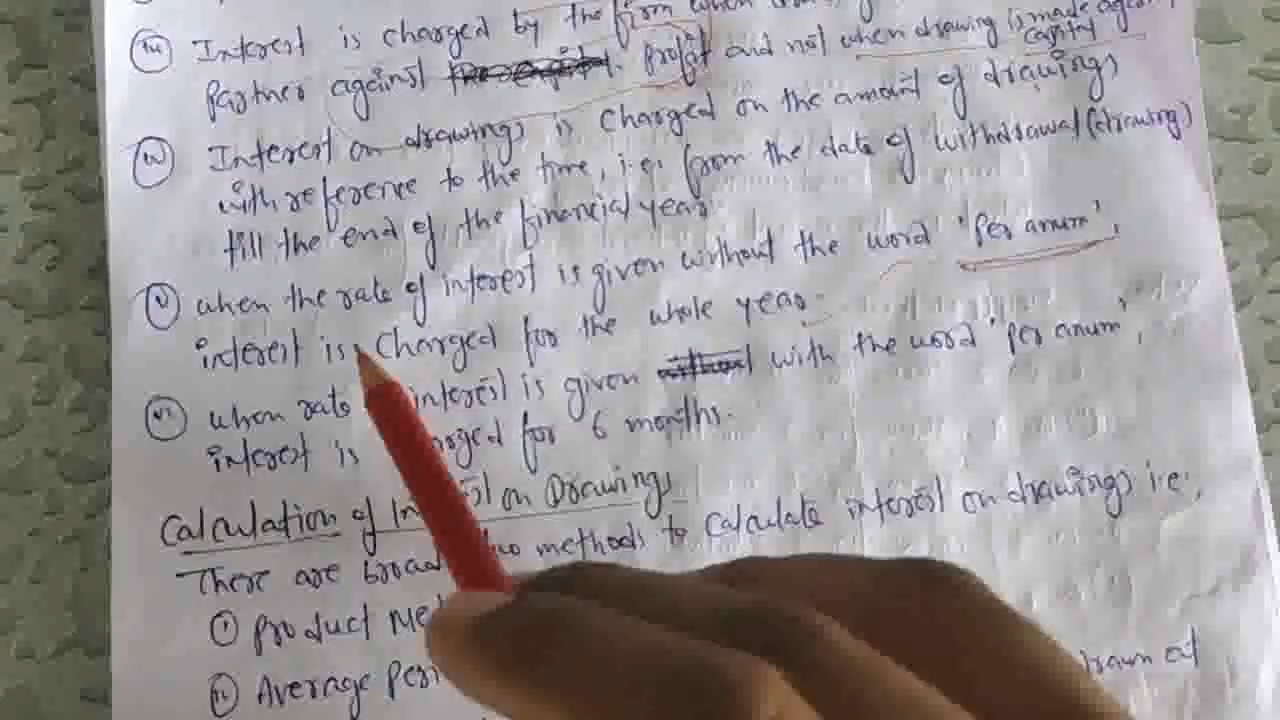 (iii) Interest is charged by the firm when
Partner against profit and not when drawing is made against capital
(iv) Interest on drawings is charged on the amount of drawings
with reference to the time, i.e. from the date of withdrawal (drawing)
till the end of the financial year.
(v) when the rate of interest is given without the word 'Per anum',
interest is charged for the whole year.
(vi) when rate interest is given with the word 'Per anum',
interest is for 6 months.
Calculation of on Drawings
There are methods to calculate interest on drawings i.e,
(i) Product
(ii) Average
at